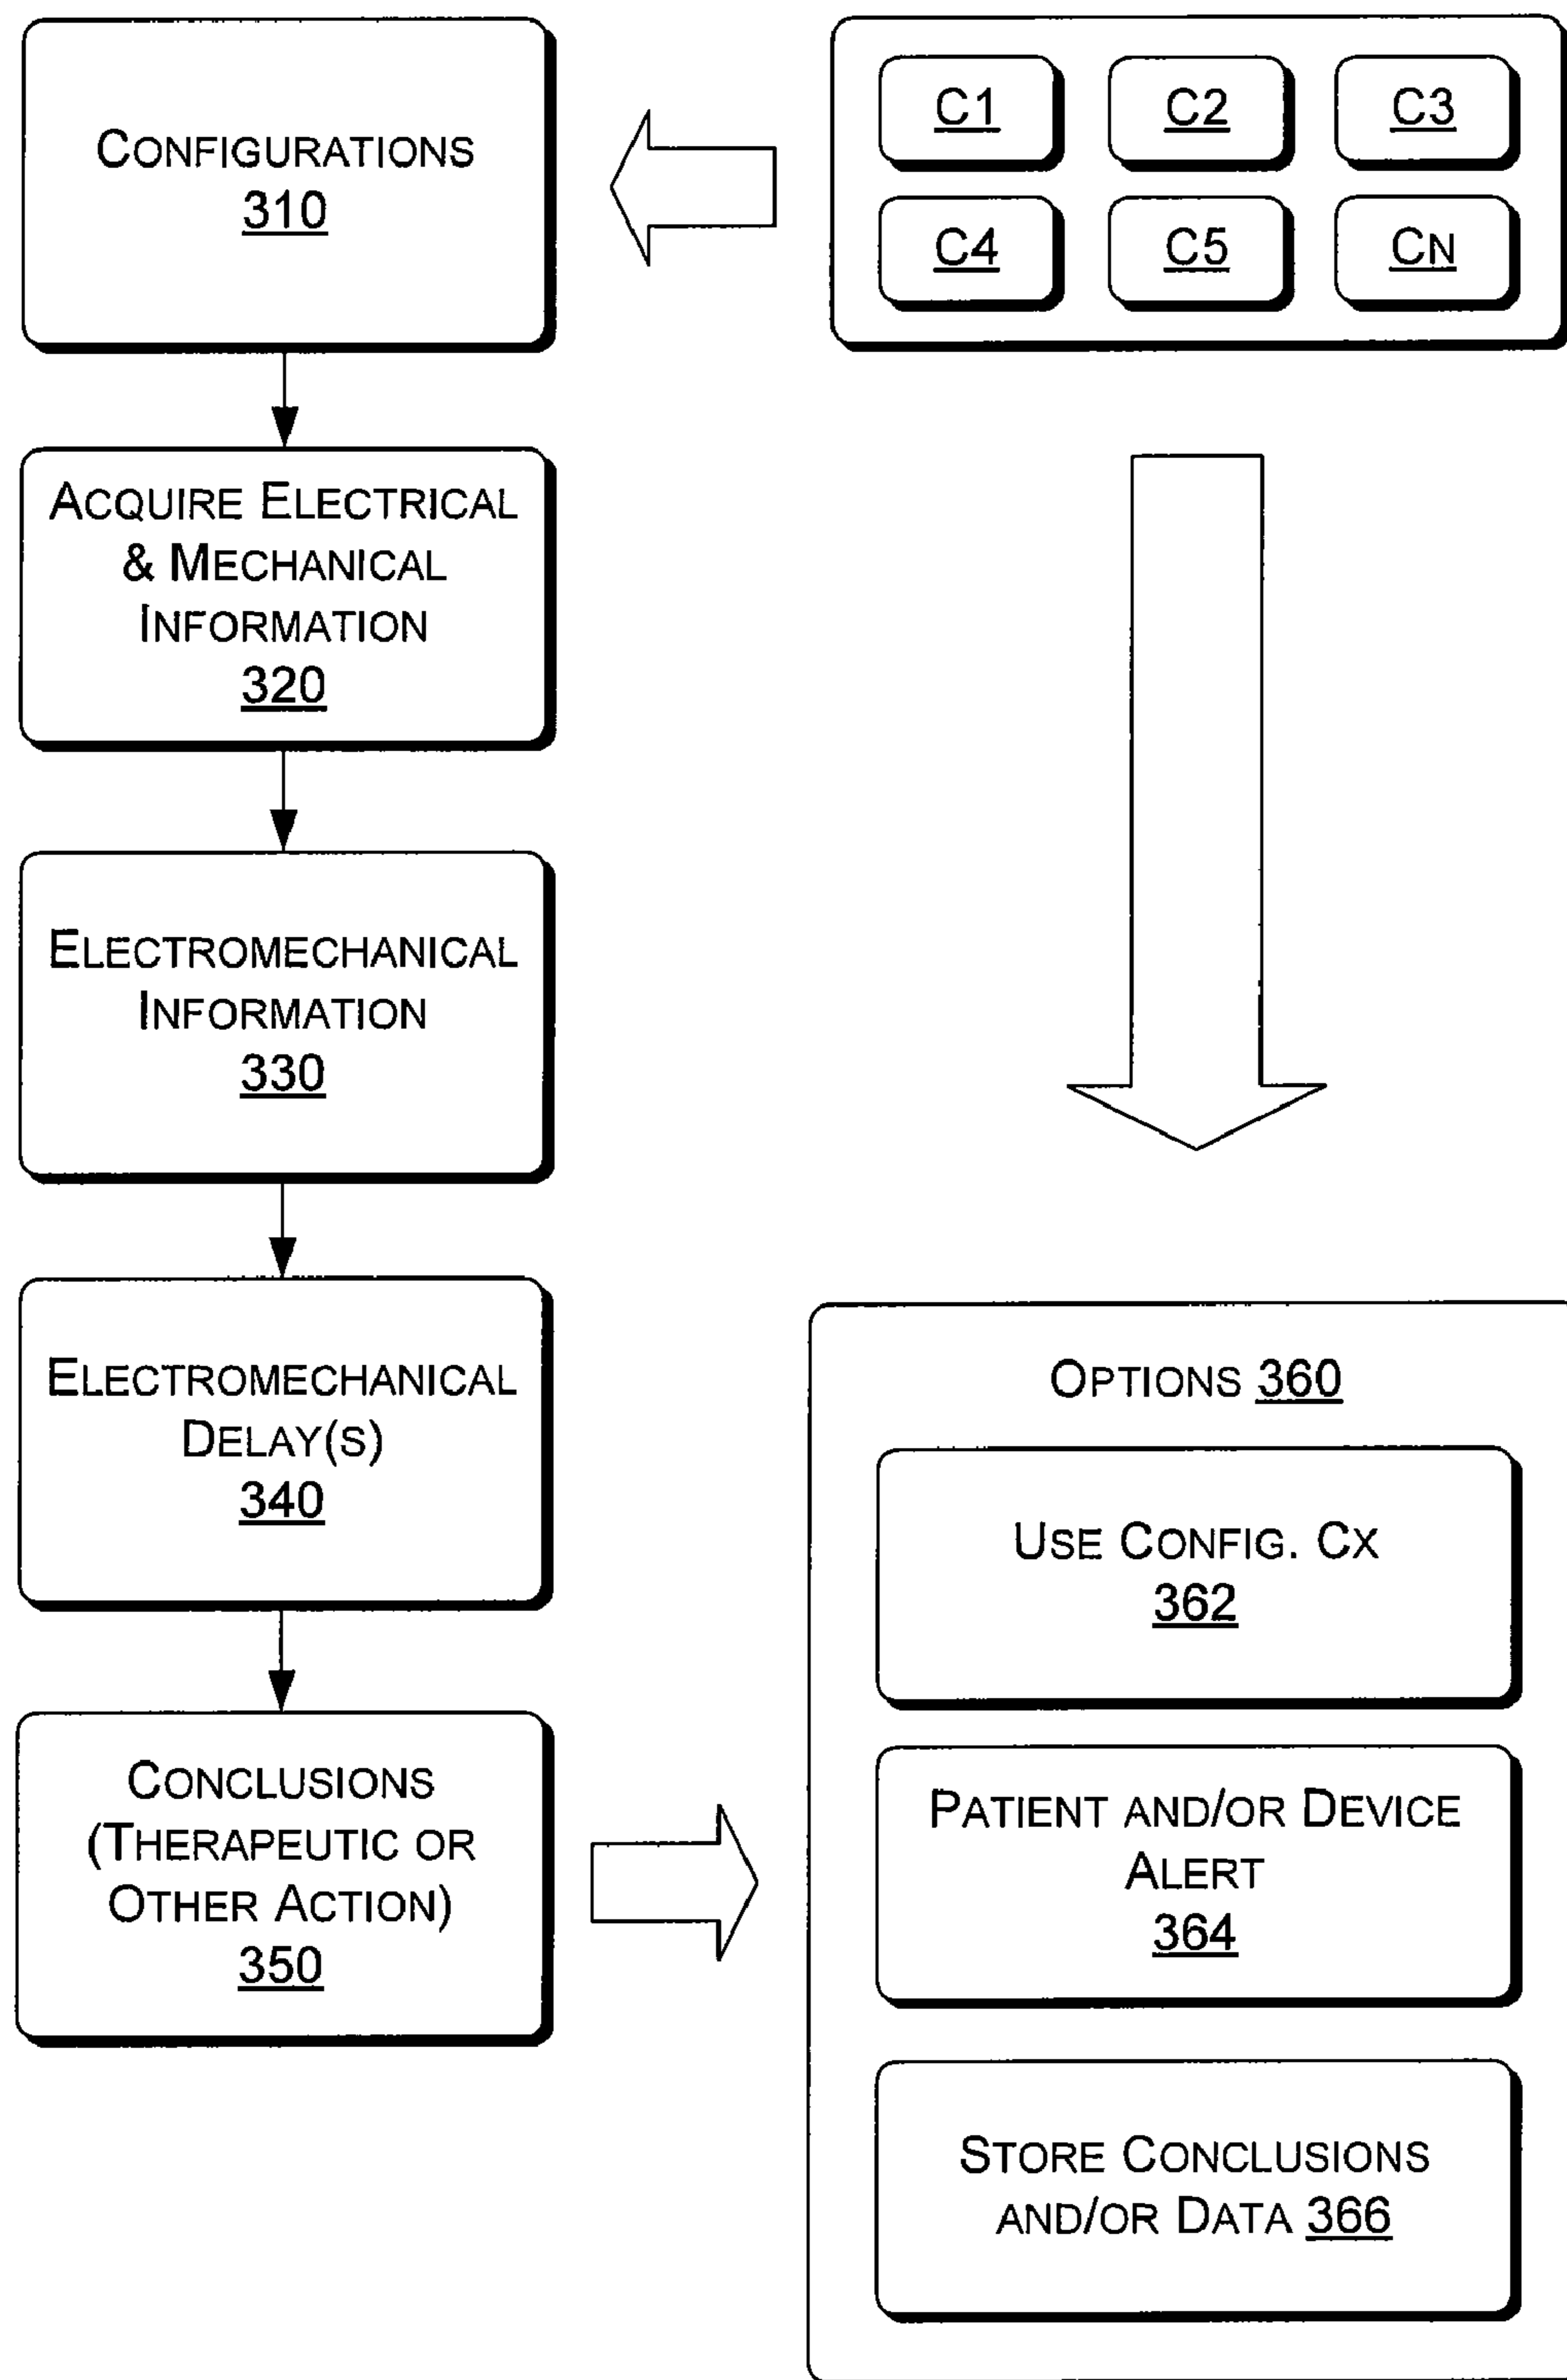 CONFIGURATIONS
310
C1 C2 C3
C4 C5 CN
ACQUIRE ELECTRICAL
& MECHANICAL
INFORMATION
320
ELECTROMECHANICAL
INFORMATION
330
ELECTROMECHANICAL
DELAY(S)
340
CONCLUSIONS
(THERAPEUTIC OR
OTHER ACTION)
350
OPTIONS 360
USE CONFIG. CX
362
PATIENT AND/OR DEVICE
ALERT
364
STORE CONCLUSIONS
AND/OR DATA 366